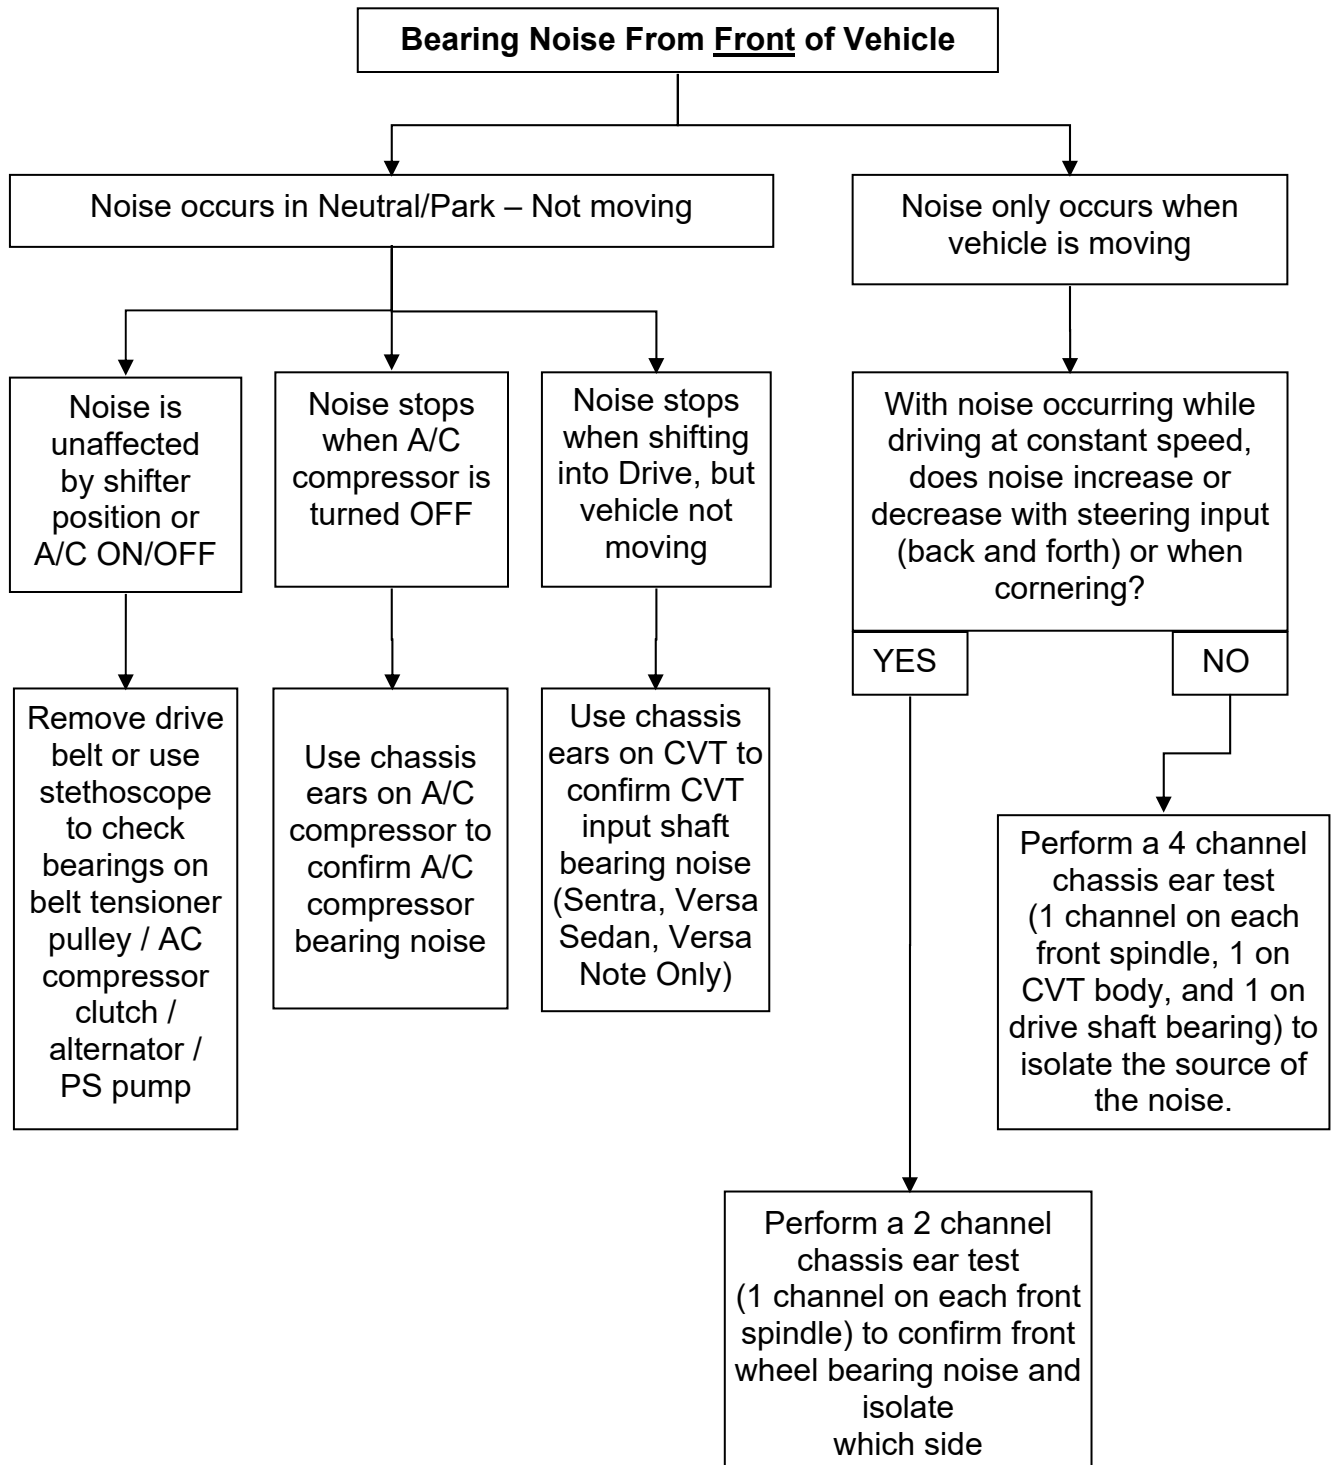 Bearing Noise From Front of Vehicle
Noise occurs in Neutral/Park – Not moving
Noise only occurs when
vehicle is moving
Noise is
unaffected
by shifter
position or
A/C ON/OFF
Noise stops
when A/C
compressor is
turned OFF
Noise stops
when shifting
into Drive, but
vehicle not
moving
With noise occurring while
driving at constant speed,
does noise increase or
decrease with steering input
(back and forth) or when
cornering?
YES
NO
Remove drive
belt or use
stethoscope
to check
bearings on
belt tensioner
pulley / AC
compressor
clutch /
alternator /
PS pump
Use chassis
ears on A/C
compressor to
confirm A/C
compressor
bearing noise
Use chassis
ears on CVT to
confirm CVT
input shaft
bearing noise
(Sentra, Versa
Sedan, Versa
Note Only)
Perform a 4 channel
chassis ear test
(1 channel on each
front spindle, 1 on
CVT body, and 1 on
drive shaft bearing) to
isolate the source of
the noise.
Perform a 2 channel
chassis ear test
(1 channel on each front
spindle) to confirm front
wheel bearing noise and
isolate
which side